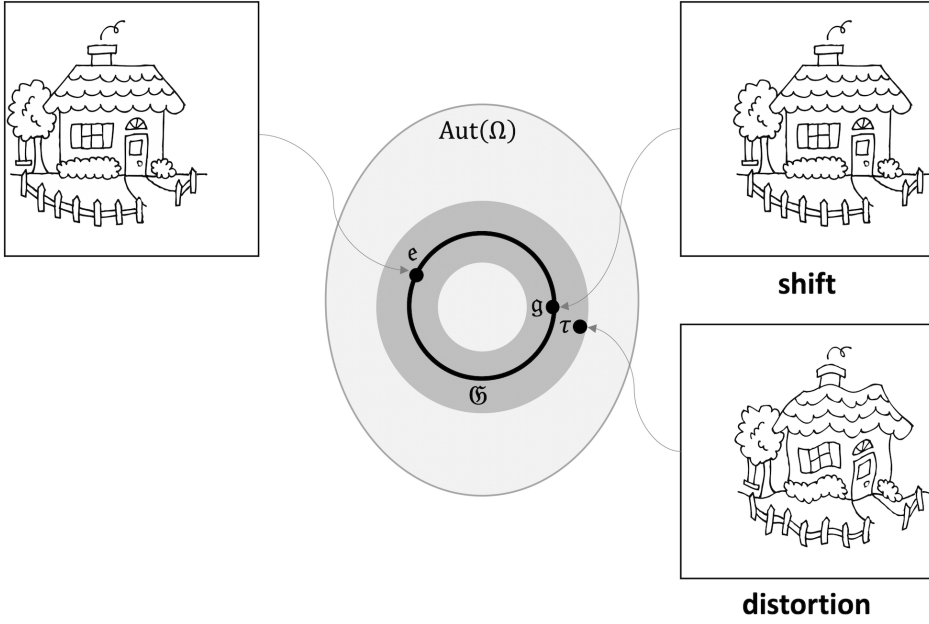 Aut(Ω)
𝔢
𝔤
τ
𝔊
shift
distortion